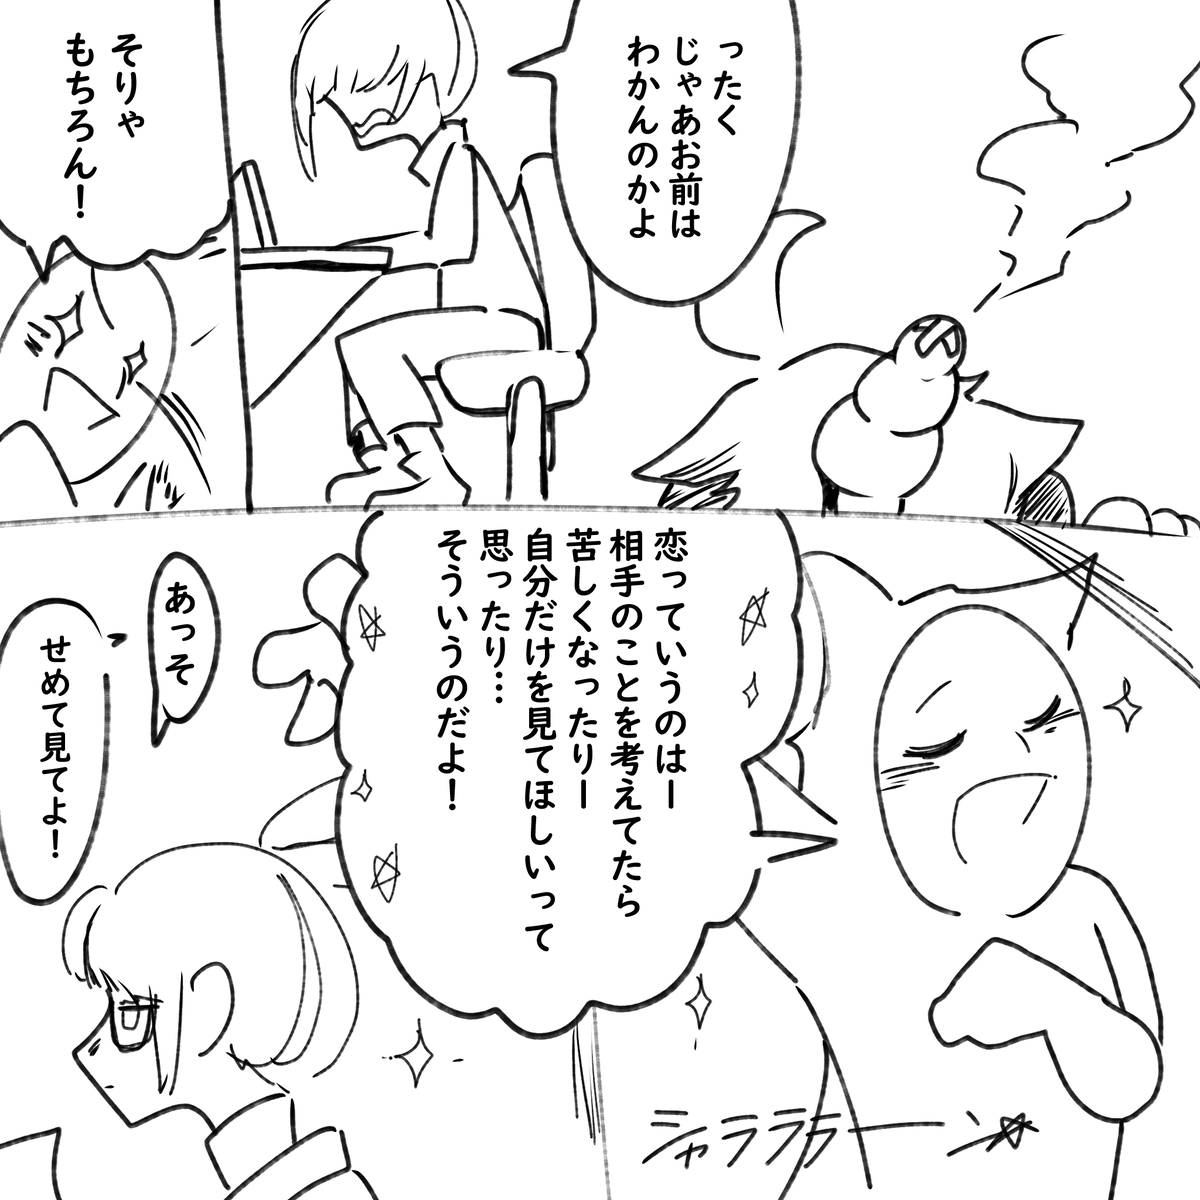 ったく
じゃあお前は
わかんのかよ
そりゃ
もちろん！
恋っていうのはー
相手のことを考えてたら
苦しくなったりー
自分だけを見てほしいって
思ったり…
そういうのだよ！
シャラララーン☆
あっそ
せめて見てよ！